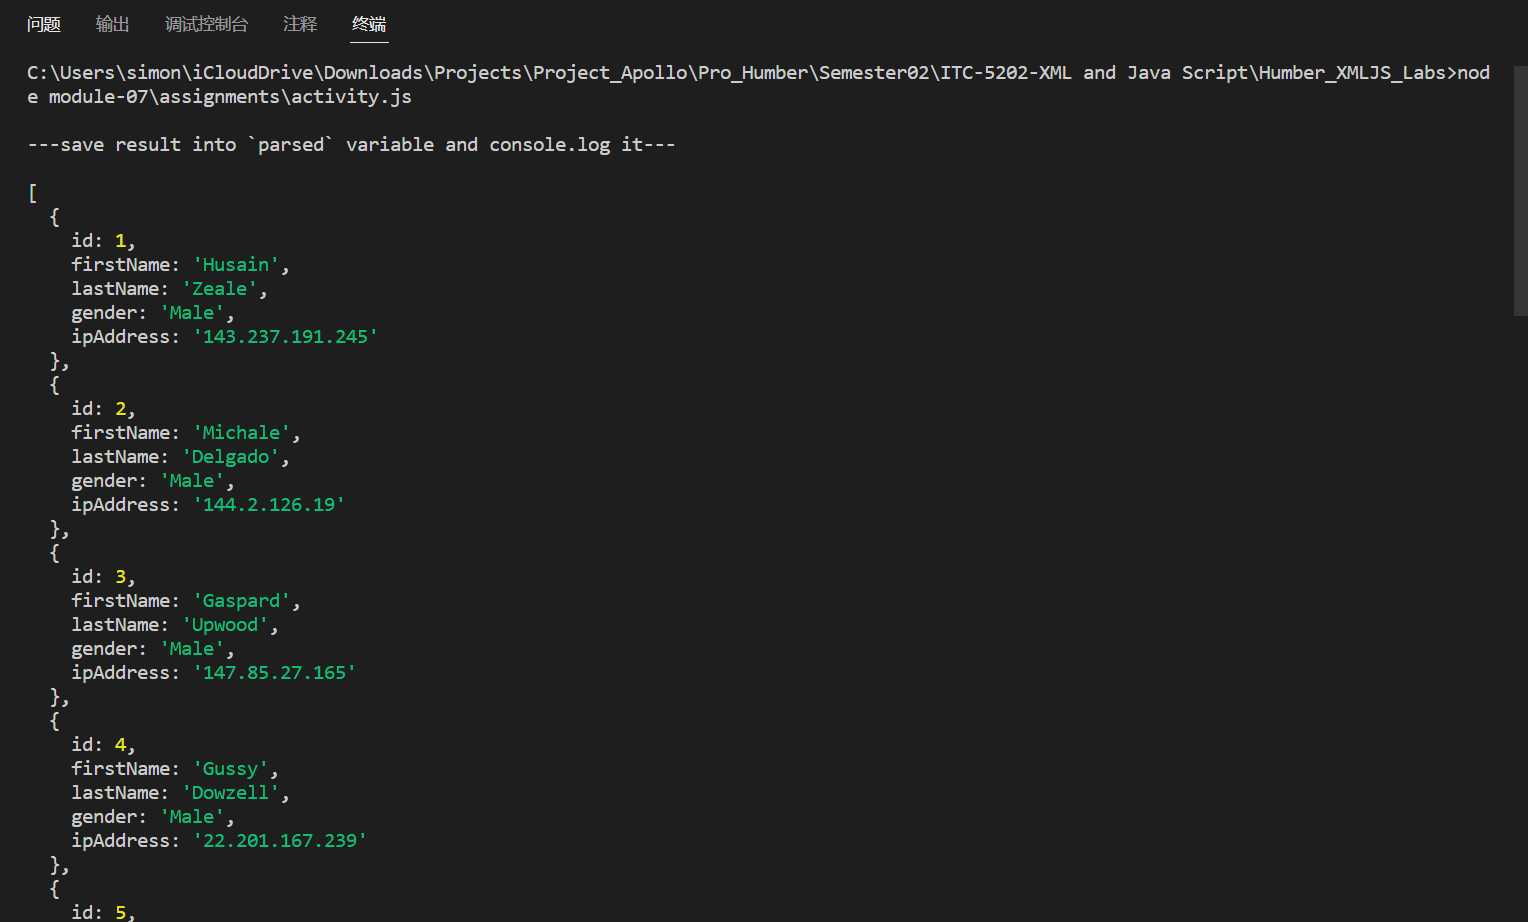 问题 输出 调试控制台 注释 终端
C:\Users\simon\iCloudDrive\Downloads\Projects\Project_Apollo\Pro_Humber\Semester02\ITC-5202-XML and Java Script\Humber_XMLJS_Labs>nod
e module-07\assignments\activity.js
---save result into `parsed` variable and console.log it---
[
  {
    id: 1,
    firstName: 'Husain',
    lastName: 'Zeale',
    gender: 'Male',
    ipAddress: '143.237.191.245'
  },
  {
    id: 2,
    firstName: 'Michale',
    lastName: 'Delgado',
    gender: 'Male',
    ipAddress: '144.2.126.19'
  },
  {
    id: 3,
    firstName: 'Gaspard',
    lastName: 'Upwood',
    gender: 'Male',
    ipAddress: '147.85.27.165'
  },
  {
    id: 4,
    firstName: 'Gussy',
    lastName: 'Dowzell',
    gender: 'Male',
    ipAddress: '22.201.167.239'
  },
  {
    id: 5,